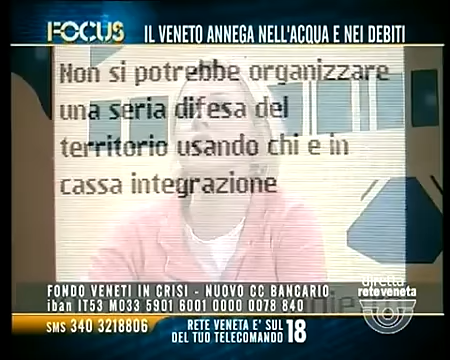 FOCUS IL VENETO ANNEGA NELL'ACQUA E NEI DEBITI
Non si potrebbe organizzare
una seria difesa del
territorio usando chi e in
cassa integrazione
FONDO VENETI IN CRISI - NUOVO CC BANCARIO
iban IT53 M033 5901 6001 0000 0078 840
diretta
reteveneta
SMS 340 3218806
RETE VENETA E' SUL
DEL TUO TELECOMANDO 18